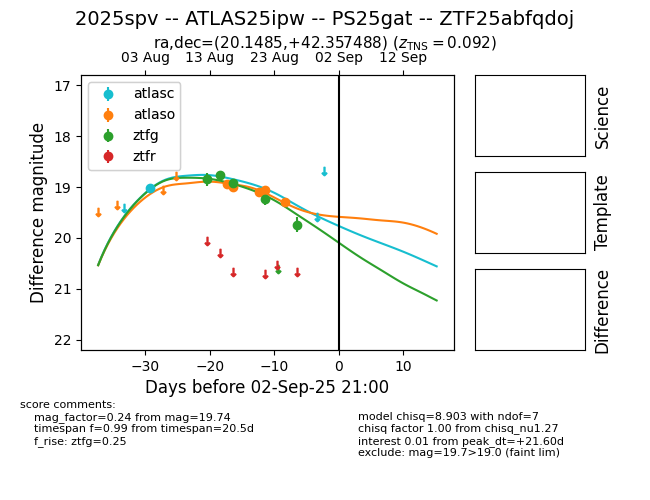 2025spv -- ATLAS25ipw -- PS25gat -- ZTF25abfqdoj
ra,dec=(20.1485,+42.357488) (zTNS = 0.092)
03 Aug 13 Aug 23 Aug 02 Sep 12 Sep
atlasc
atlaso
ztfg
ztfr
17
18
19
20
21
22
Difference magnitude
−30 −20 −10 0 10
Days before 02-Sep-25 21:00
Science
Template
Difference
score comments:
mag_factor=0.24 from mag=19.74
timespan f=0.99 from timespan=20.5d
f_rise: ztfg=0.25
model chisq=8.903 with ndof=7
chisq factor 1.00 from chisq_nu1.27
interest 0.01 from peak_dt=+21.60d
exclude: mag=19.7>19.0 (faint lim)